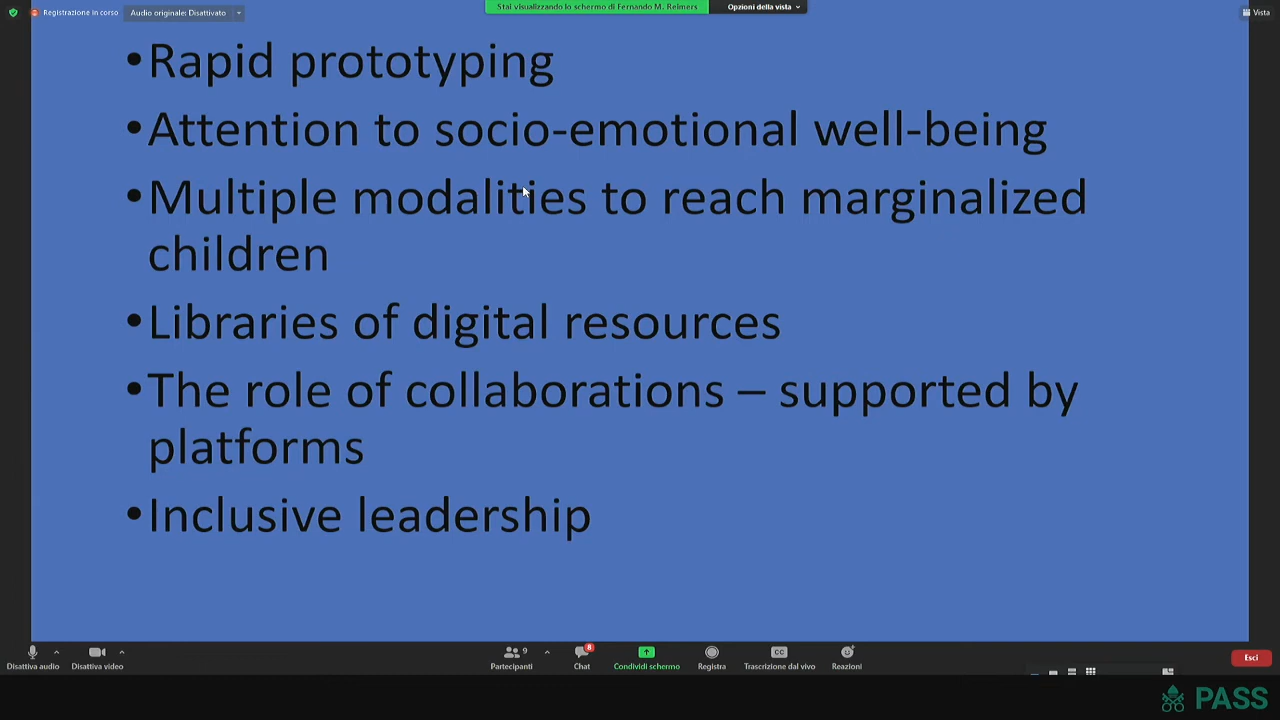 Registrazione in corso
Audio originale: Disattivato
Stai visualizzando lo schermo di Fernando M. Reimers
Opzioni della vista
Vista
•Rapid prototyping
•Attention to socio-emotional well-being
•Multiple modalities to reach marginalized
children
•Libraries of digital resources
•The role of collaborations – supported by
platforms
•Inclusive leadership
Disattiva audio
Disattiva video
Partecipanti
9
Chat
8
Condividi schermo
Registra
CC
Trascrizione dal vivo
Reazioni
Esci
PASS